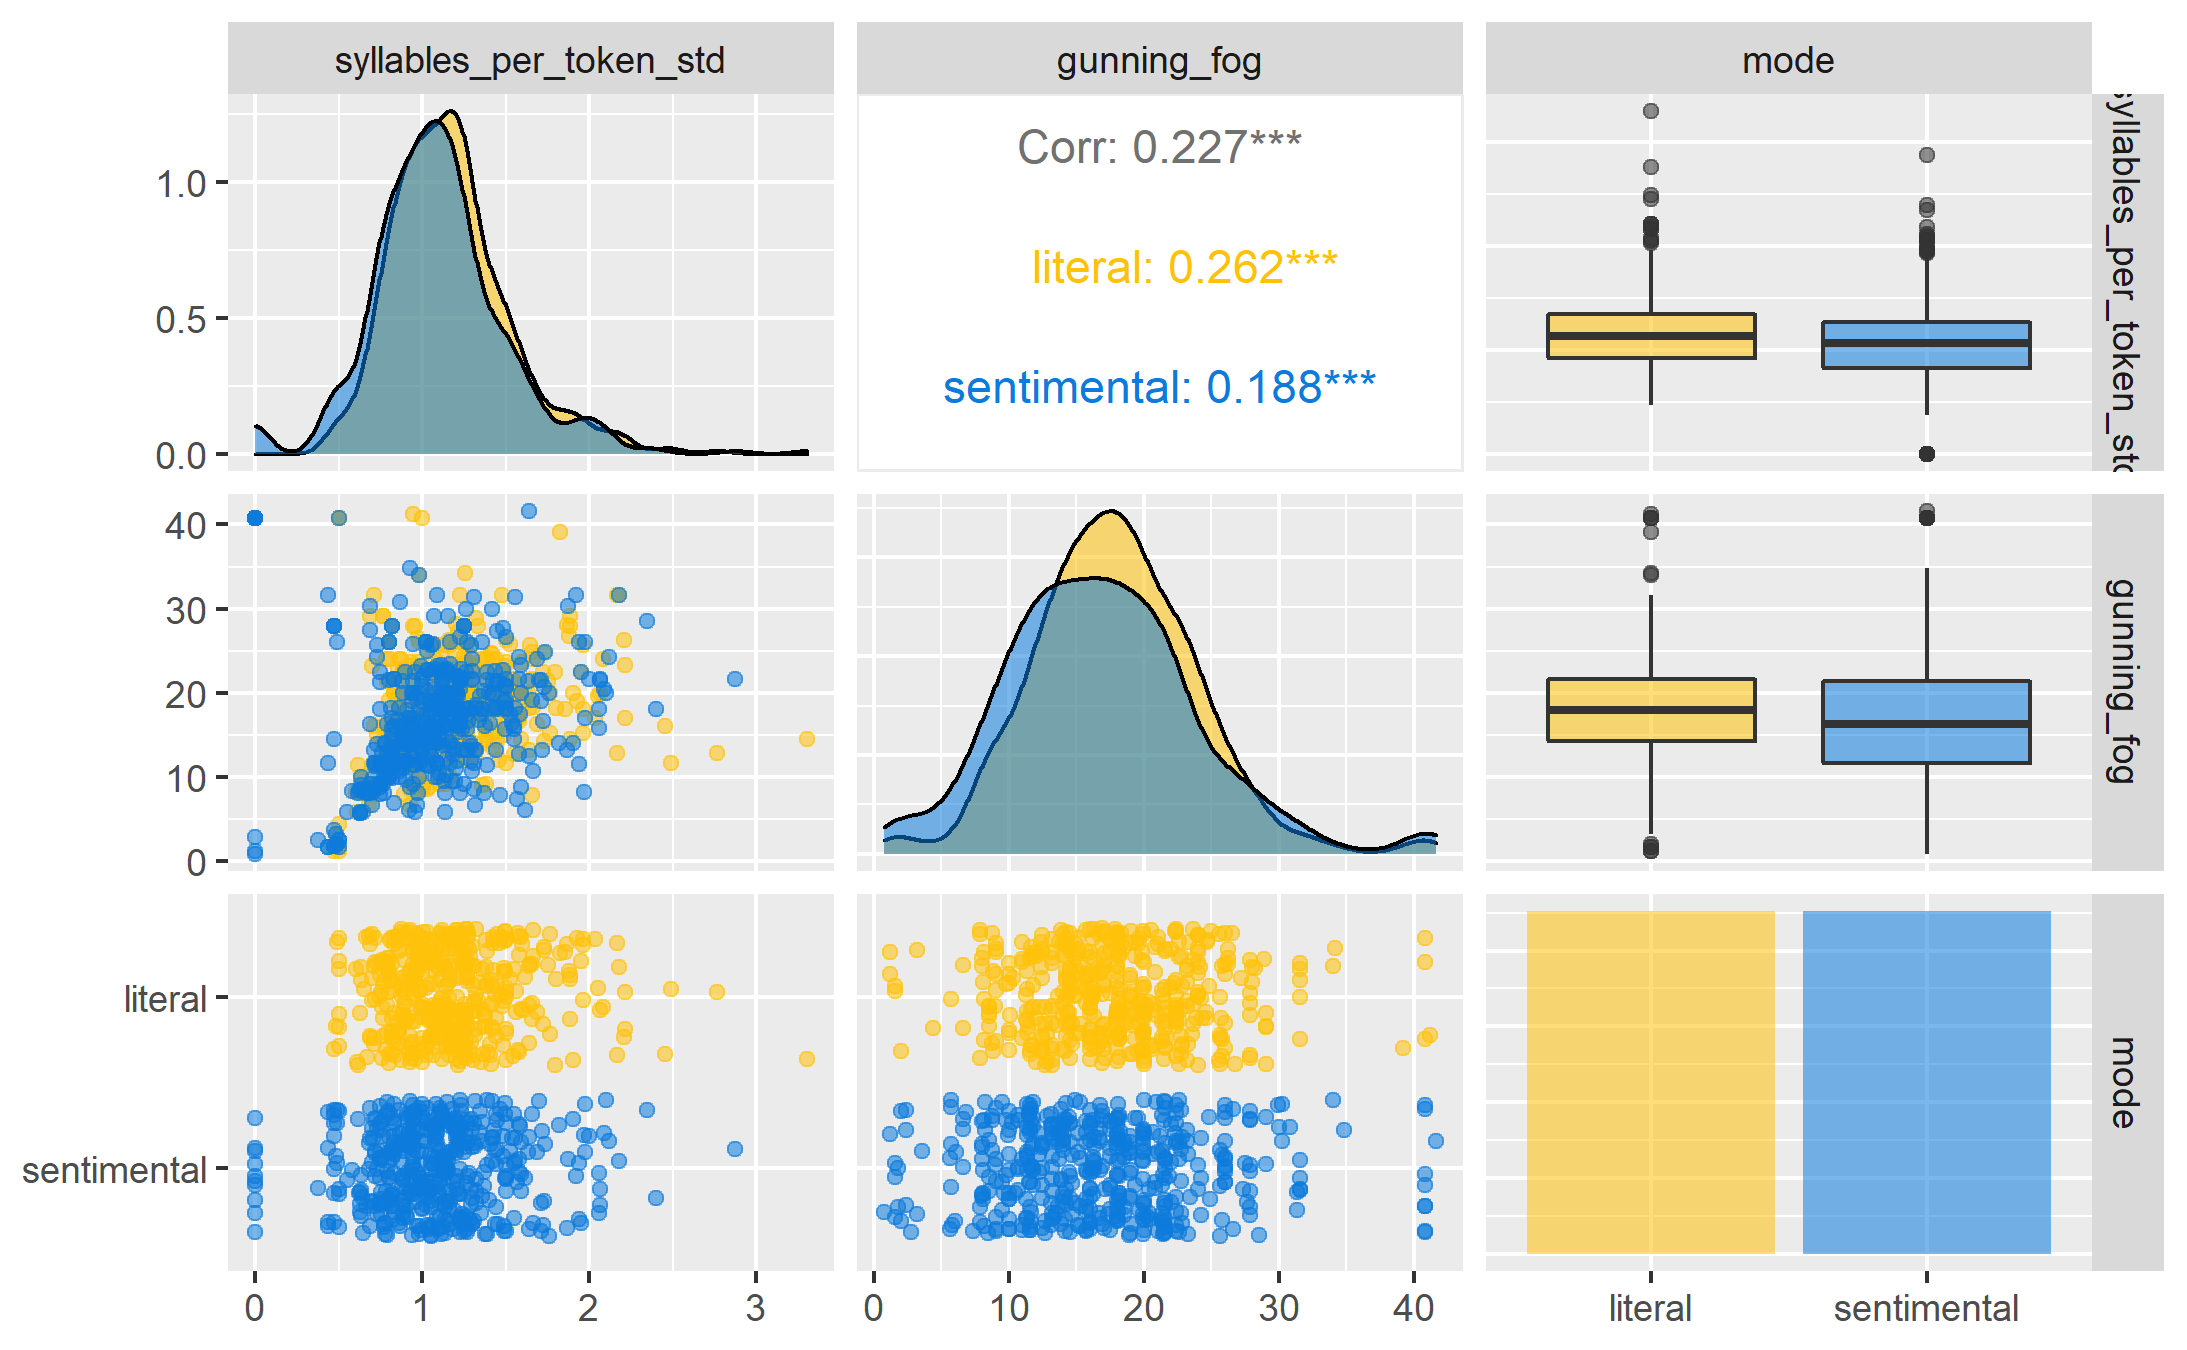 syllables_per_token_std
gunning_fog
mode
1.0
0.5
0.0
Corr: 0.227***
literal: 0.262***
sentimental: 0.188***
syllables_per_token_std
40
30
20
10
0
gunning_fog
literal
sentimental
mode
0 1 2 3
0 10 20 30 40
literal sentimental